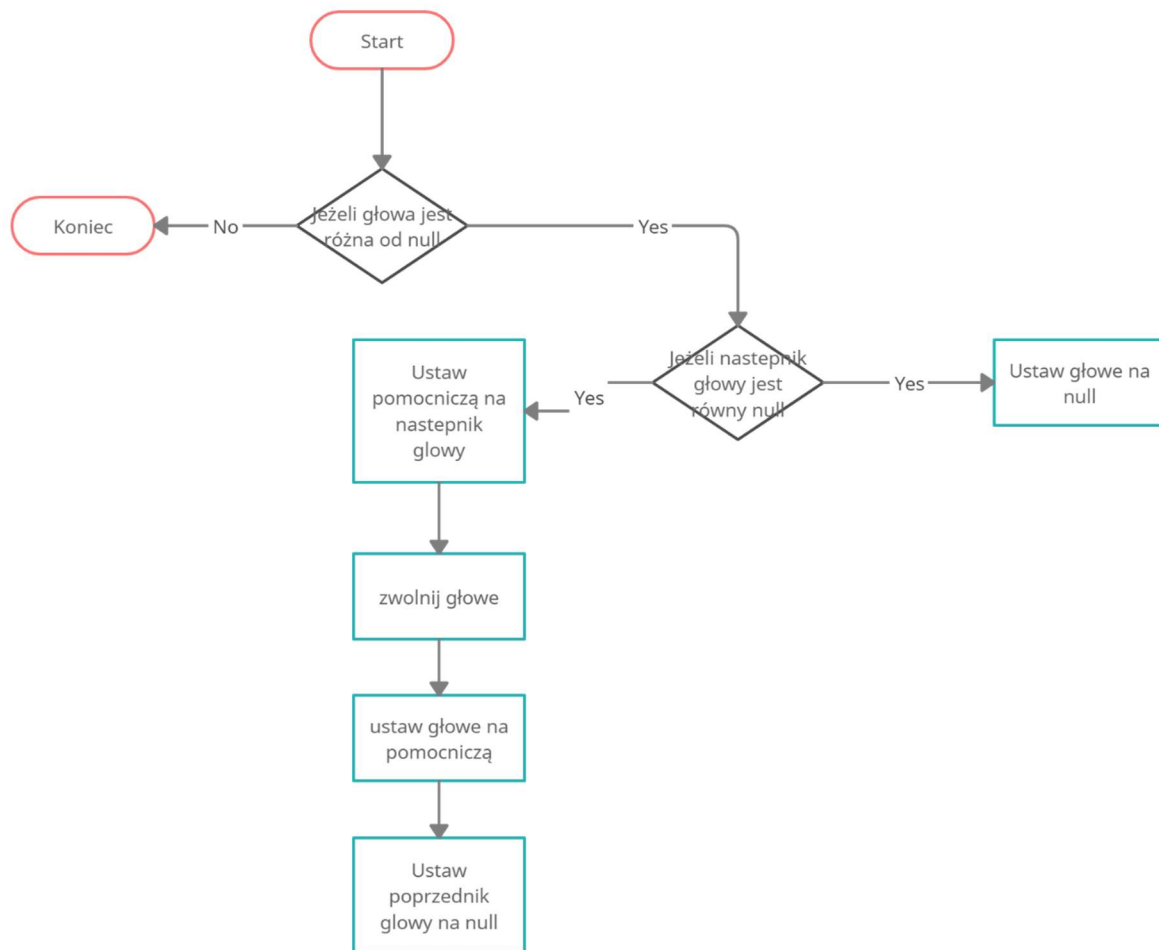 Start
Jeżeli głowa jest
różna od null
No
Koniec
Yes
Jeżeli nastepnik
głowy jest
równy null
Yes
Ustaw głowe na
null
Yes
Ustaw
pomocniczą na
nastepnik
glowy
zwolnij głowe
ustaw głowe na
pomocniczą
Ustaw
poprzednik
glowy na null